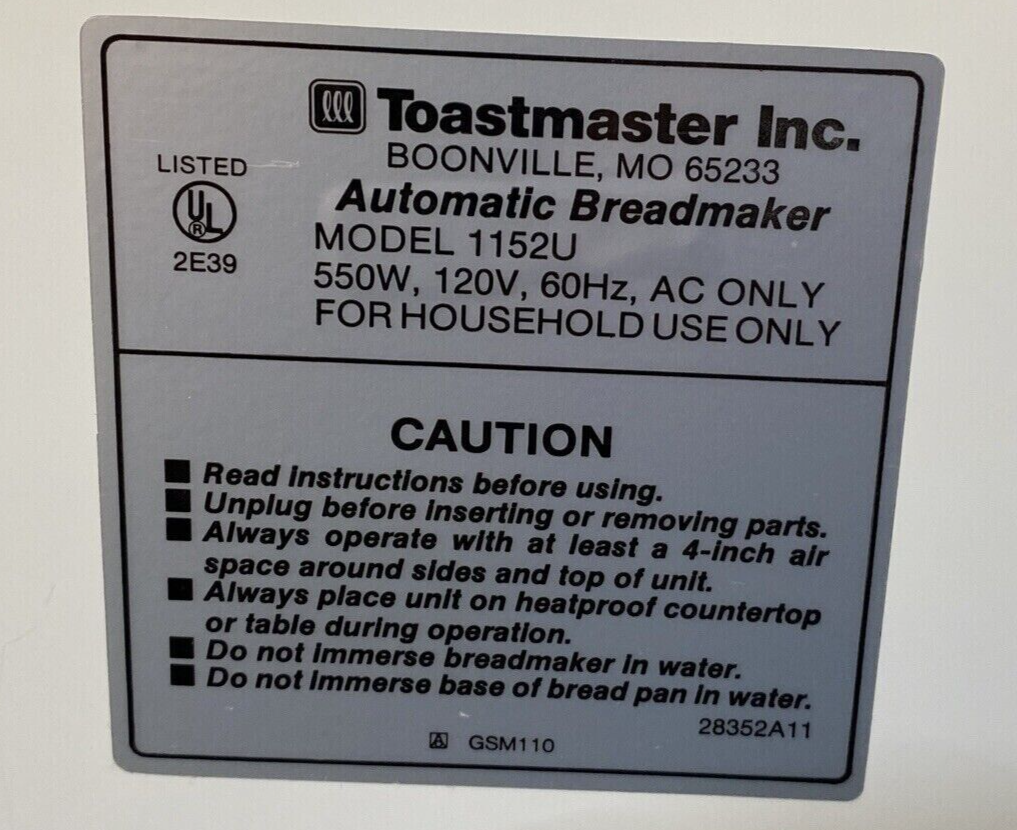 Toastmaster Inc.
BOONVILLE, MO 65233
LISTED
UL
®
2E39
Automatic Breadmaker
MODEL 1152U
550W, 120V, 60Hz, AC ONLY
FOR HOUSEHOLD USE ONLY
CAUTION
■ Read instructions before using.
■ Unplug before inserting or removing parts.
■ Always operate with at least a 4-inch air
space around sides and top of unit.
■ Always place unit on heatproof countertop
or table during operation.
■ Do not immerse breadmaker in water.
■ Do not immerse base of bread pan in water.
28352A11
A GSM110